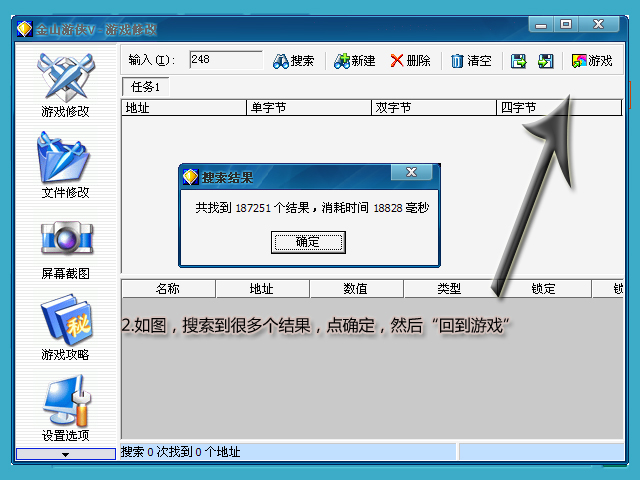 金山游侠V - 游戏修改
输入(I): 248 搜索 新建 删除 清空 游戏
任务1
地址 单字节 双字节 四字节
游戏修改
文件修改
屏幕截图
游戏攻略
设置选项
搜索结果
共找到 187251 个结果，消耗时间 18828 毫秒
确定
名称 地址 数值 类型 锁定 锁
2.如图，搜索到很多个结果，点确定，然后“回到游戏”
秘
搜索 0 次找到 0 个地址